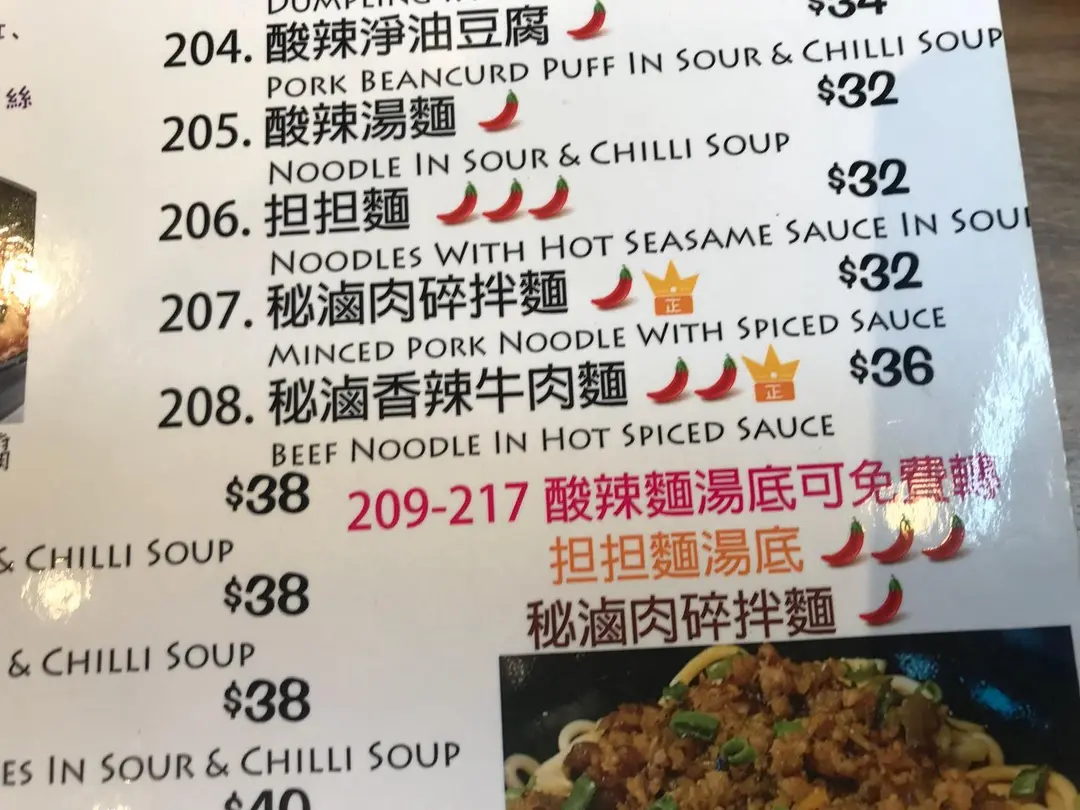 絲
$34
204. 酸辣淨油豆腐
PORK BEANCURD PUFF IN SOUR & CHILLI SOUP
$32
205. 酸辣湯麵
NOODLE IN SOUR & CHILLI SOUP
$32
206. 担担麵
NOODLES WITH HOT SEASAME SAUCE IN SOU
$32
207. 秘滷肉碎拌麵 正
MINCED PORK NOODLE WITH SPICED SAUCE
$36
208. 秘滷香辣牛肉麵 正
BEEF NOODLE IN HOT SPICED SAUCE
$38
209-217 酸辣麵湯底可免費轉
担担麵湯底
秘滷肉碎拌麵
& CHILLI SOUP
$38
& CHILLI SOUP
$38
ES IN SOUR & CHILLI SOUP
$40